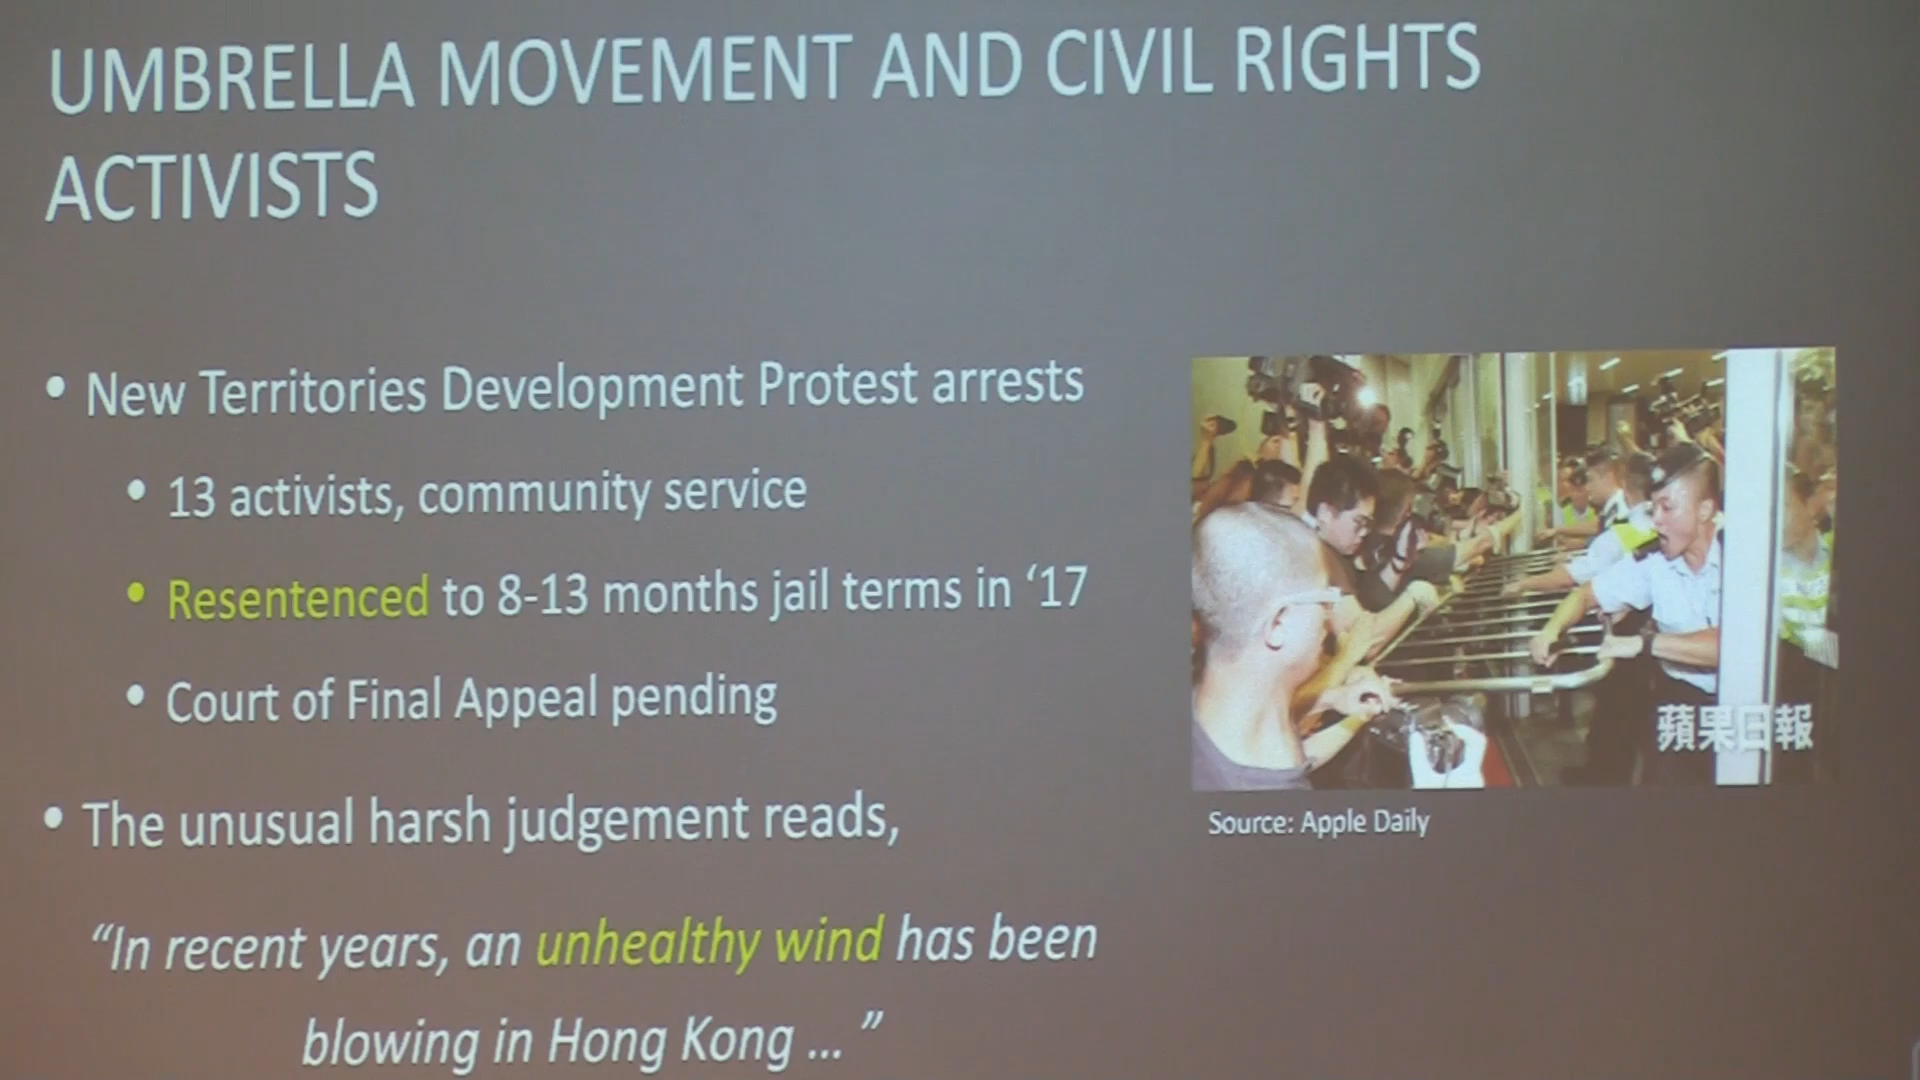 UMBRELLA MOVEMENT AND CIVIL RIGHTS
ACTIVISTS
• New Territories Development Protest arrests
• 13 activists, community service
• Resentenced to 8-13 months jail terms in ‘17
• Court of Final Appeal pending
• The unusual harsh judgement reads,
“In recent years, an unhealthy wind has been
blowing in Hong Kong ... ”
蘋果日報
Source: Apple Daily